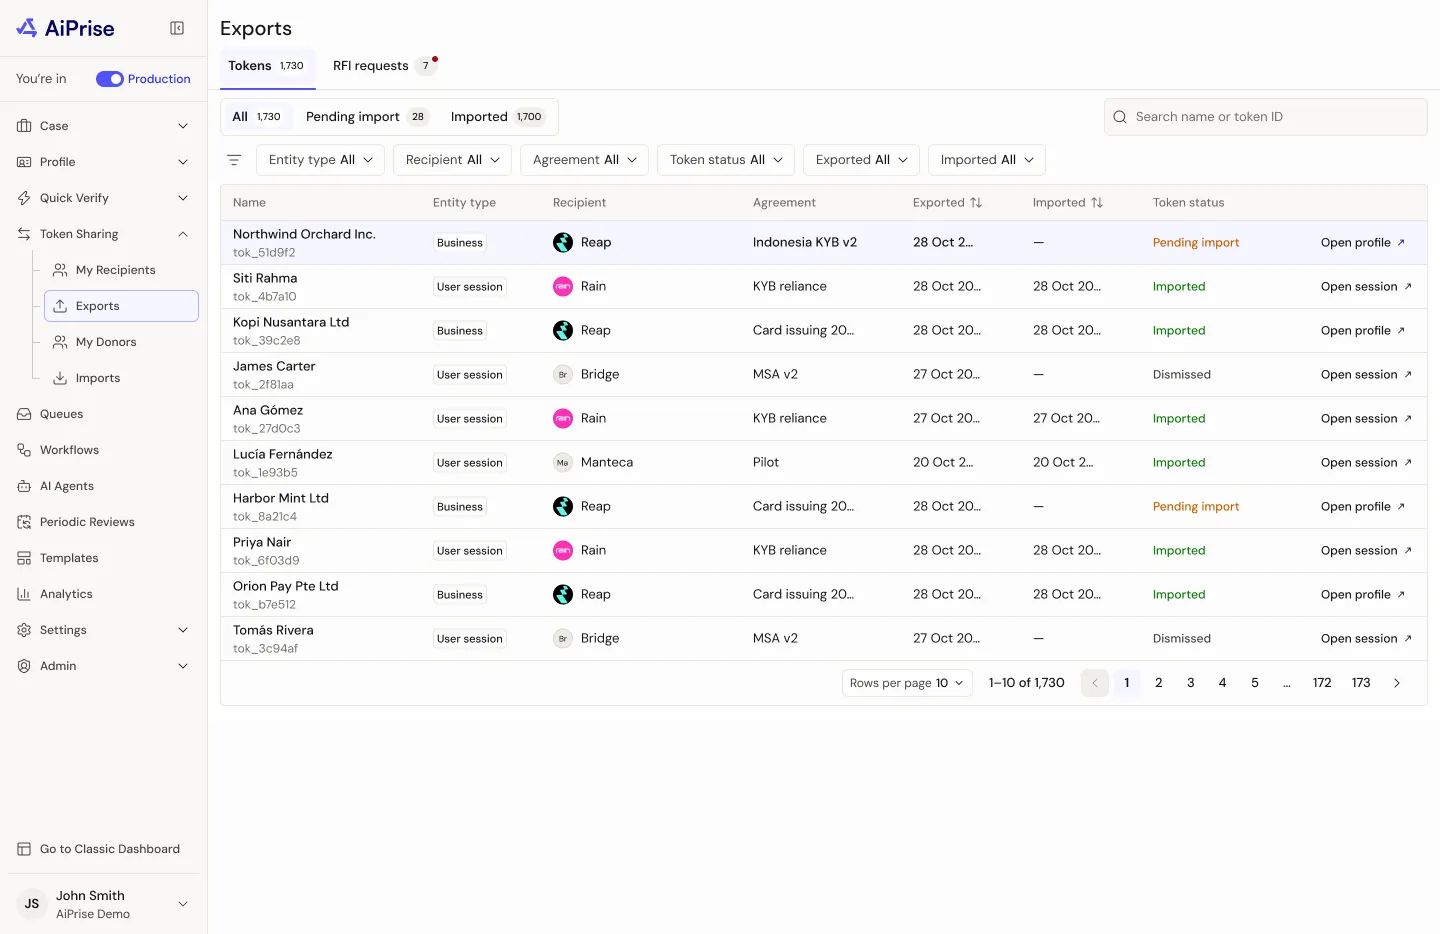 AiPrise
You're in Production
Case
Profile
Quick Verify
Token Sharing
My Recipients
Exports
My Donors
Imports
Queues
Workflows
AI Agents
Periodic Reviews
Templates
Analytics
Settings
Admin
Go to Classic Dashboard
JS John Smith
AiPrise Demo
Exports
Tokens 1,730 RFI requests 7
All 1,730 Pending import 28 Imported 1,700 Search name or token ID
Entity type All Recipient All Agreement All Token status All Exported All Imported All
Name Entity type Recipient Agreement Exported Imported Token status
Northwind Orchard Inc.
tok_51d9f2 Business Reap Indonesia KYB v2 28 Oct 2... — Pending import Open profile
Siti Rahma
tok_4b7a10 User session rain Rain KYB reliance 28 Oct 20... 28 Oct 20... Imported Open session
Kopi Nusantara Ltd
tok_39c2e8 Business Reap Card issuing 20... 28 Oct 20... 28 Oct 20... Imported Open profile
James Carter
tok_2f81aa User session Br Bridge MSA v2 27 Oct 20... — Dismissed Open session
Ana Gómez
tok_27d0c3 User session rain Rain KYB reliance 27 Oct 20... 27 Oct 20... Imported Open session
Lucía Fernández
tok_1e93b5 User session Ma Manteca Pilot 20 Oct 2... 20 Oct 2... Imported Open session
Harbor Mint Ltd
tok_8a21c4 Business Reap Card issuing 20... 28 Oct 20... — Pending import Open profile
Priya Nair
tok_6f03d9 User session rain Rain KYB reliance 28 Oct 20... 28 Oct 20... Imported Open session
Orion Pay Pte Ltd
tok_b7e512 Business Reap Card issuing 20... 28 Oct 20... 28 Oct 20... Imported Open profile
Tomás Rivera
tok_3c94af User session Br Bridge MSA v2 27 Oct 20... — Dismissed Open session
Rows per page 10 1–10 of 1,730 1 2 3 4 5 ... 172 173